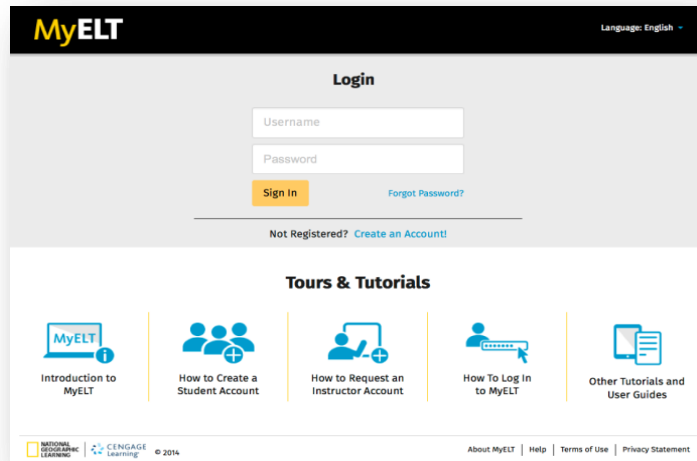 MyELT
Language: English
Login
Username
Password
Sign In
Forgot Password?
Not Registered? Create an Account!
Tours & Tutorials
MyELT
Introduction to
MyELT
How to Create a
Student Account
How to Request an
Instructor Account
How To Log In
to MyELT
Other Tutorials and
User Guides
NATIONAL
GEOGRAPHIC
LEARNING
CENGAGE
Learning
© 2014
About MyELT | Help | Terms of Use | Privacy Statement